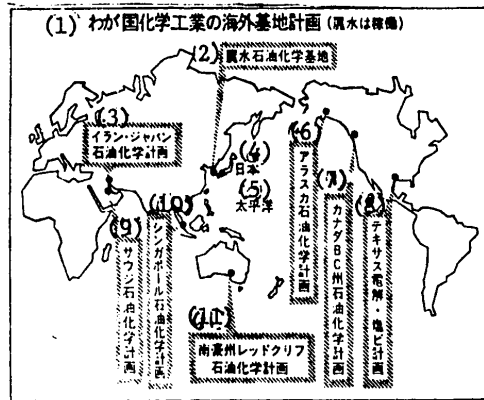 (1) わが国化学工業の海外基地計画 (麗水は稼働)
(2)
麗水石油化学基地
(3)
イラン・ジャパン
石油化学計画
(4)
日本
(5)
太平洋
(6)
アラスカ石油化学計画
(7)
カナダBC州石油化学計画
(8)
テキサス電解・塩ビ計画
(9)
サウジ石油化学計画
(10)
シンガポール石油化学計画
(11)
南豪州レッドクリフ
石油化学計画